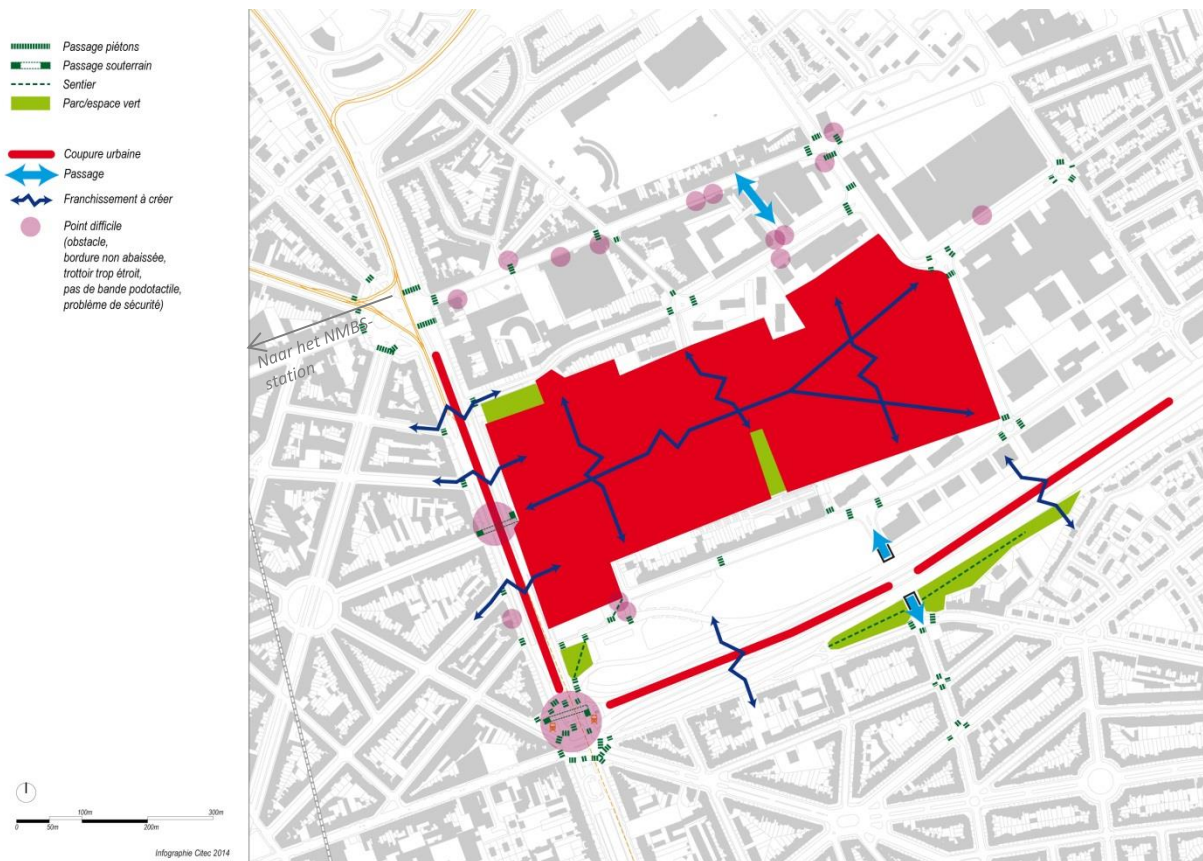 Passage piètons
Passage souterrain
Sentier
Parc/espace vert
Coupure urbaine
Passage
Franchissement à créer
Point difficile
(obstacle,
bordure non abaissée,
trottoir trop étroit,
pas de bande podotactile,
problème de sécurité)
Naar het NMBS-
station
100m
300m
0
50m
200m
Infographie Citec 2014